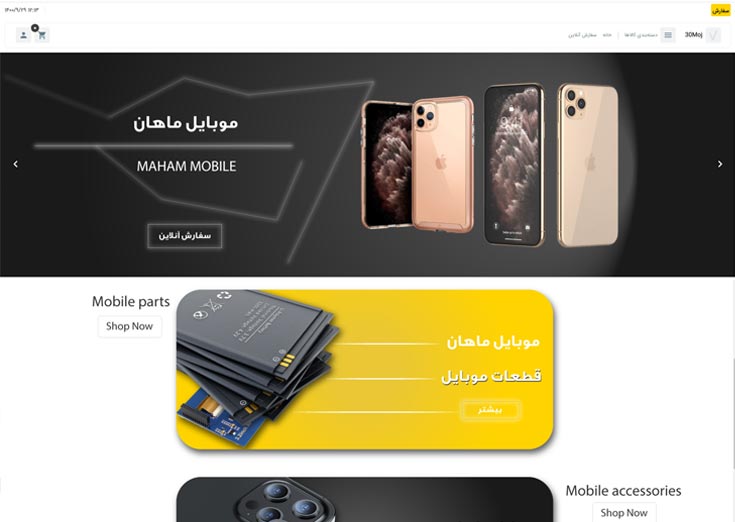 سفارش
۱۴۰۰/۹/۲۹ ۱۲:۱۳
30Moj
دسته‌بندی کالاها
خانه
سفارش آنلاین
موبایل ماهان
MAHAM MOBILE
سفارش آنلاین
Mobile parts
Shop Now
موبایل ماهان
قطعات موبایل
بیشتر
Mobile accessories
Shop Now